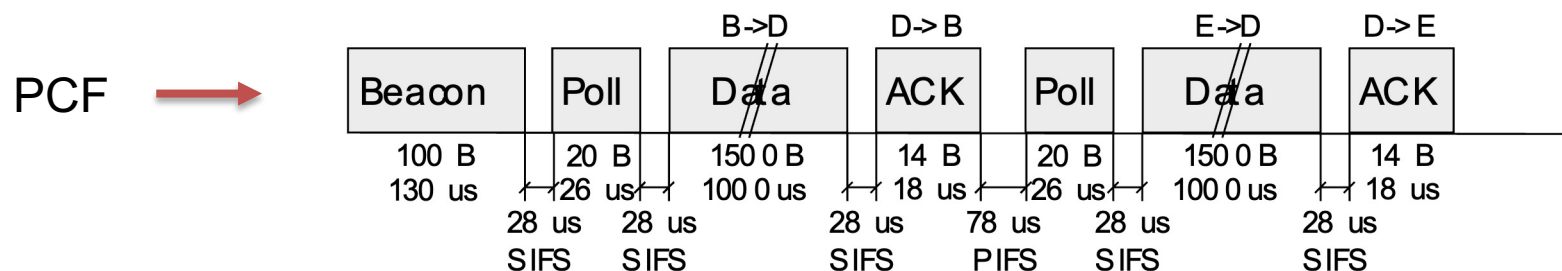 B->D D->B E->D D->E
PCF Beacon Poll Data ACK Poll Data ACK
100 B 20 B 1500 B 14 B 20 B 1500 B 14 B
130 us 26 us 1000 us 18 us 26 us 1000 us 18 us
28 us 28 us 28 us 78 us 28 us 28 us
SIFS SIFS SIFS PIFS SIFS SIFS